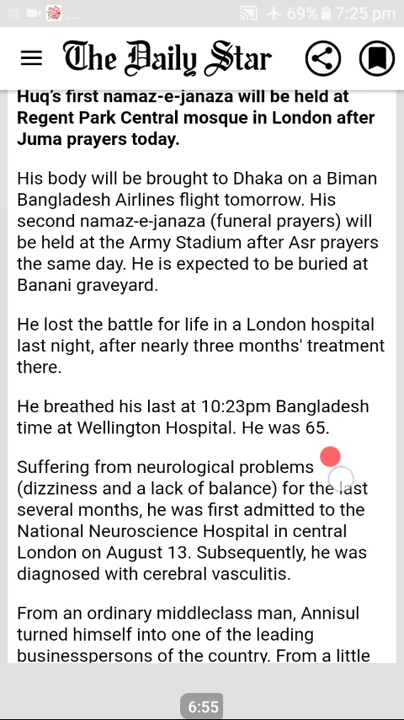 69% 7:25 pm
The Daily Star
Huq's first namaz-e-janaza will be held at
Regent Park Central mosque in London after
Juma prayers today.
His body will be brought to Dhaka on a Biman
Bangladesh Airlines flight tomorrow. His
second namaz-e-janaza (funeral prayers) will
be held at the Army Stadium after Asr prayers
the same day. He is expected to be buried at
Banani graveyard.
He lost the battle for life in a London hospital
last night, after nearly three months' treatment
there.
He breathed his last at 10:23pm Bangladesh
time at Wellington Hospital. He was 65.
Suffering from neurological problems
(dizziness and a lack of balance) for the last
several months, he was first admitted to the
National Neuroscience Hospital in central
London on August 13. Subsequently, he was
diagnosed with cerebral vasculitis.
From an ordinary middleclass man, Annisul
turned himself into one of the leading
businesspersons of the country. From a little
6:55